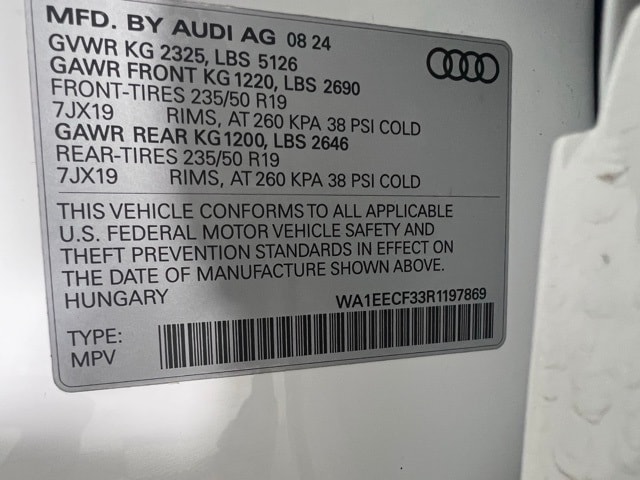 MFD. BY AUDI AG 08 24
GVWR KG 2325, LBS 5126
GAWR FRONT KG 1220, LBS 2690
FRONT-TIRES 235/50 R19
7JX19 RIMS, AT 260 KPA 38 PSI COLD
GAWR REAR KG 1200, LBS 2646
REAR-TIRES 235/50 R19
7JX19 RIMS, AT 260 KPA 38 PSI COLD
THIS VEHICLE CONFORMS TO ALL APPLICABLE
U.S. FEDERAL MOTOR VEHICLE SAFETY AND
THEFT PREVENTION STANDARDS IN EFFECT ON
THE DATE OF MANUFACTURE SHOWN ABOVE.
HUNGARY WA1EECF33R1197869
TYPE:
MPV